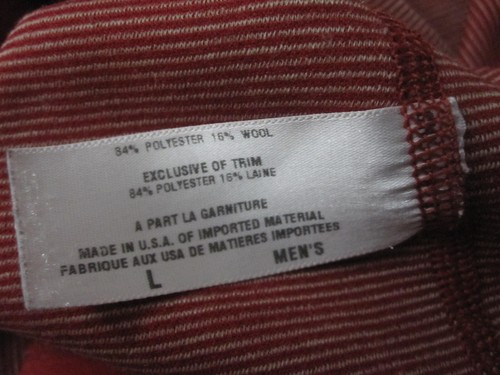 84% POLYESTER 16% WOOL
EXCLUSIVE OF TRIM
84% POLYESTER 16% LAINE
A PART LA GARNITURE
MADE IN U.S.A. OF IMPORTED MATERIAL
FABRIQUE AUX USA DE MATIERES IMPORTEES
L MEN'S